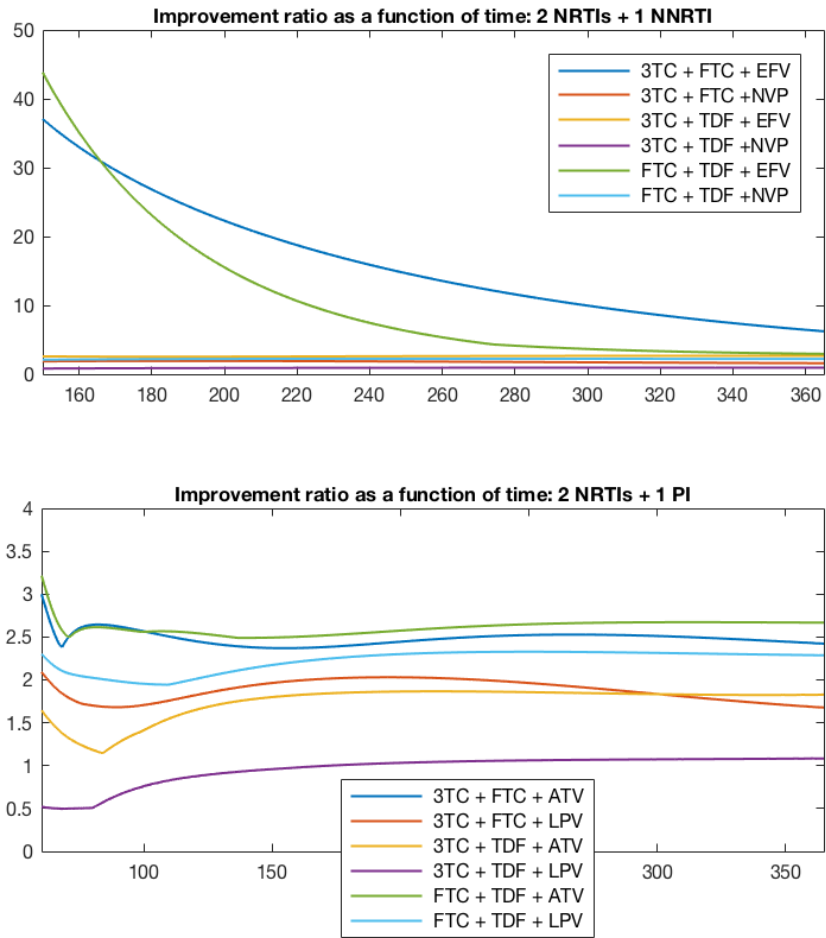 Improvement ratio as a function of time: 2 NRTIs + 1 NNRTI
50
40
30
20
10
0
3TC + FTC + EFV
3TC + FTC +NVP
3TC + TDF + EFV
3TC + TDF +NVP
FTC + TDF + EFV
FTC + TDF +NVP
160 180 200 220 240 260 280 300 320 340 360
Improvement ratio as a function of time: 2 NRTIs + 1 PI
4
3.5
3
2.5
2
1.5
1
0.5
0
100 150 300 350
3TC + FTC + ATV
3TC + FTC + LPV
3TC + TDF + ATV
3TC + TDF + LPV
FTC + TDF + ATV
FTC + TDF + LPV